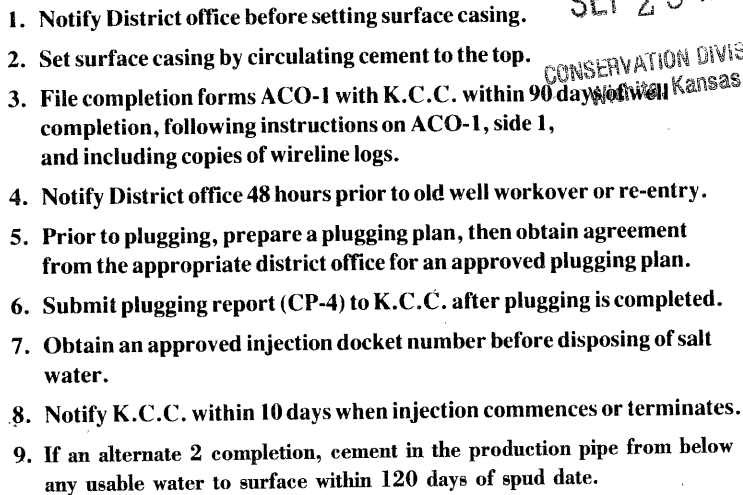 1. Notify District office before setting surface casing.
2. Set surface casing by circulating cement to the top.
CONSERVATION DIVIS
Wichita, Kansas
3. File completion forms ACO-1 with K.C.C. within 90 days of well
completion, following instructions on ACO-1, side 1,
and including copies of wireline logs.
4. Notify District office 48 hours prior to old well workover or re-entry.
5. Prior to plugging, prepare a plugging plan, then obtain agreement
from the appropriate district office for an approved plugging plan.
6. Submit plugging report (CP-4) to K.C.C. after plugging is completed.
7. Obtain an approved injection docket number before disposing of salt
water.
8. Notify K.C.C. within 10 days when injection commences or terminates.
9. If an alternate 2 completion, cement in the production pipe from below
any usable water to surface within 120 days of spud date.